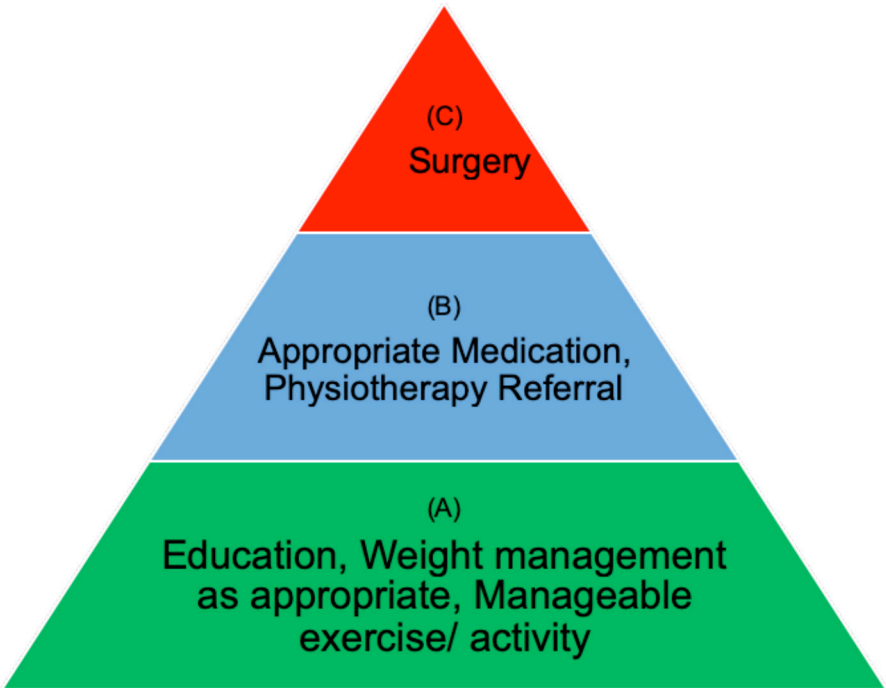 (C)
Surgery
(B)
Appropriate Medication,
Physiotherapy Referral
(A)
Education, Weight management
as appropriate, Manageable
exercise/ activity